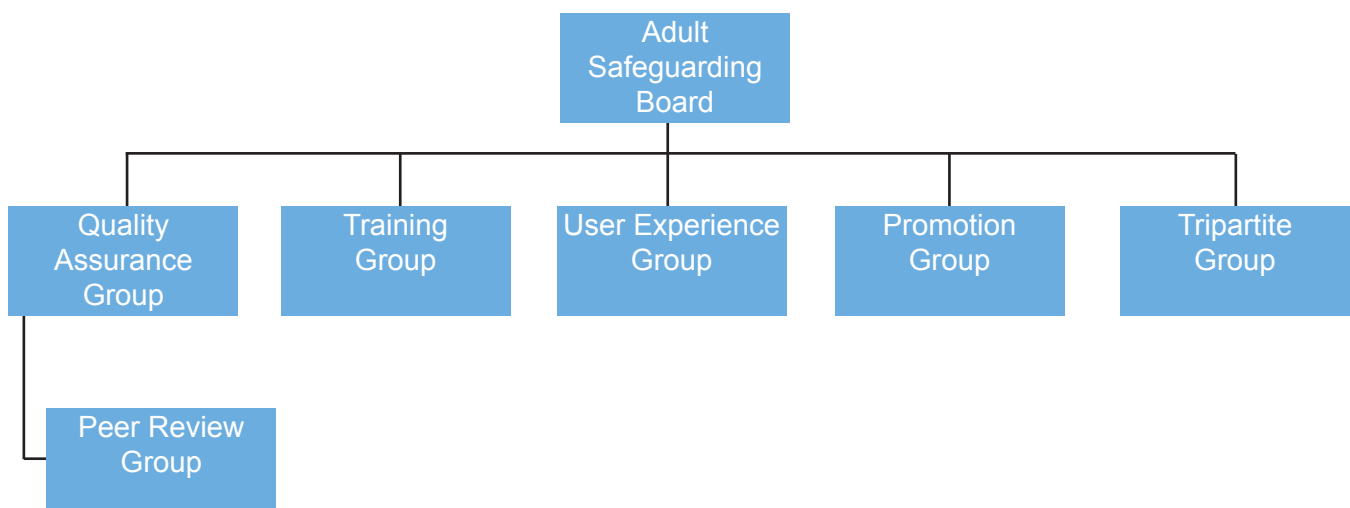 Adult
Safeguarding
Board
Quality
Assurance
Group
Training
Group
User Experience
Group
Promotion
Group
Tripartite
Group
Peer Review
Group